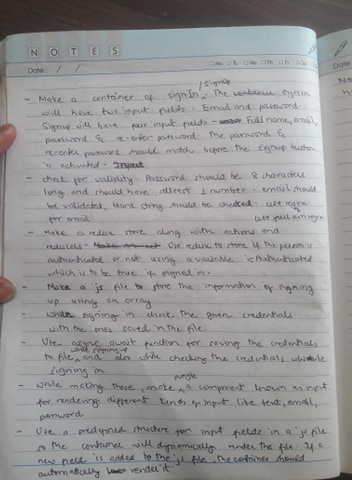 NOTES
Date: / /
/ signup
- Make a container of signIn. The container signin
will have two input fields: Email and password
Signup will have four input fields - Full name, email,
password & re-enter password. The password &
re-enter password should match before the signup button
is activated.
- Check for validity: Password should be 8 characters
long and should have atleast 1 number. email should
be validated, blank string should be checked. use regex
for email
- Make a redux store along with actions and
reducers. Use redux to store if the person is
authenticated or not using a variable isAuthenticated
which is to be true if signed in.
- Make a js file to store the information of signing
up using an array
- While signing in check the given credentials
with the ones saved in the file
- Use async await function for saving the credentials
while signing up
to file, and also while checking the credentials while
signing in
single
- While making these, make a component known as input
for rendering different kinds of input like text, email,
password
- Use a predefined structure for input fields in a js file
so the container will dynamically render the file. If a
new field is added to the js file, the container should
automatically render it